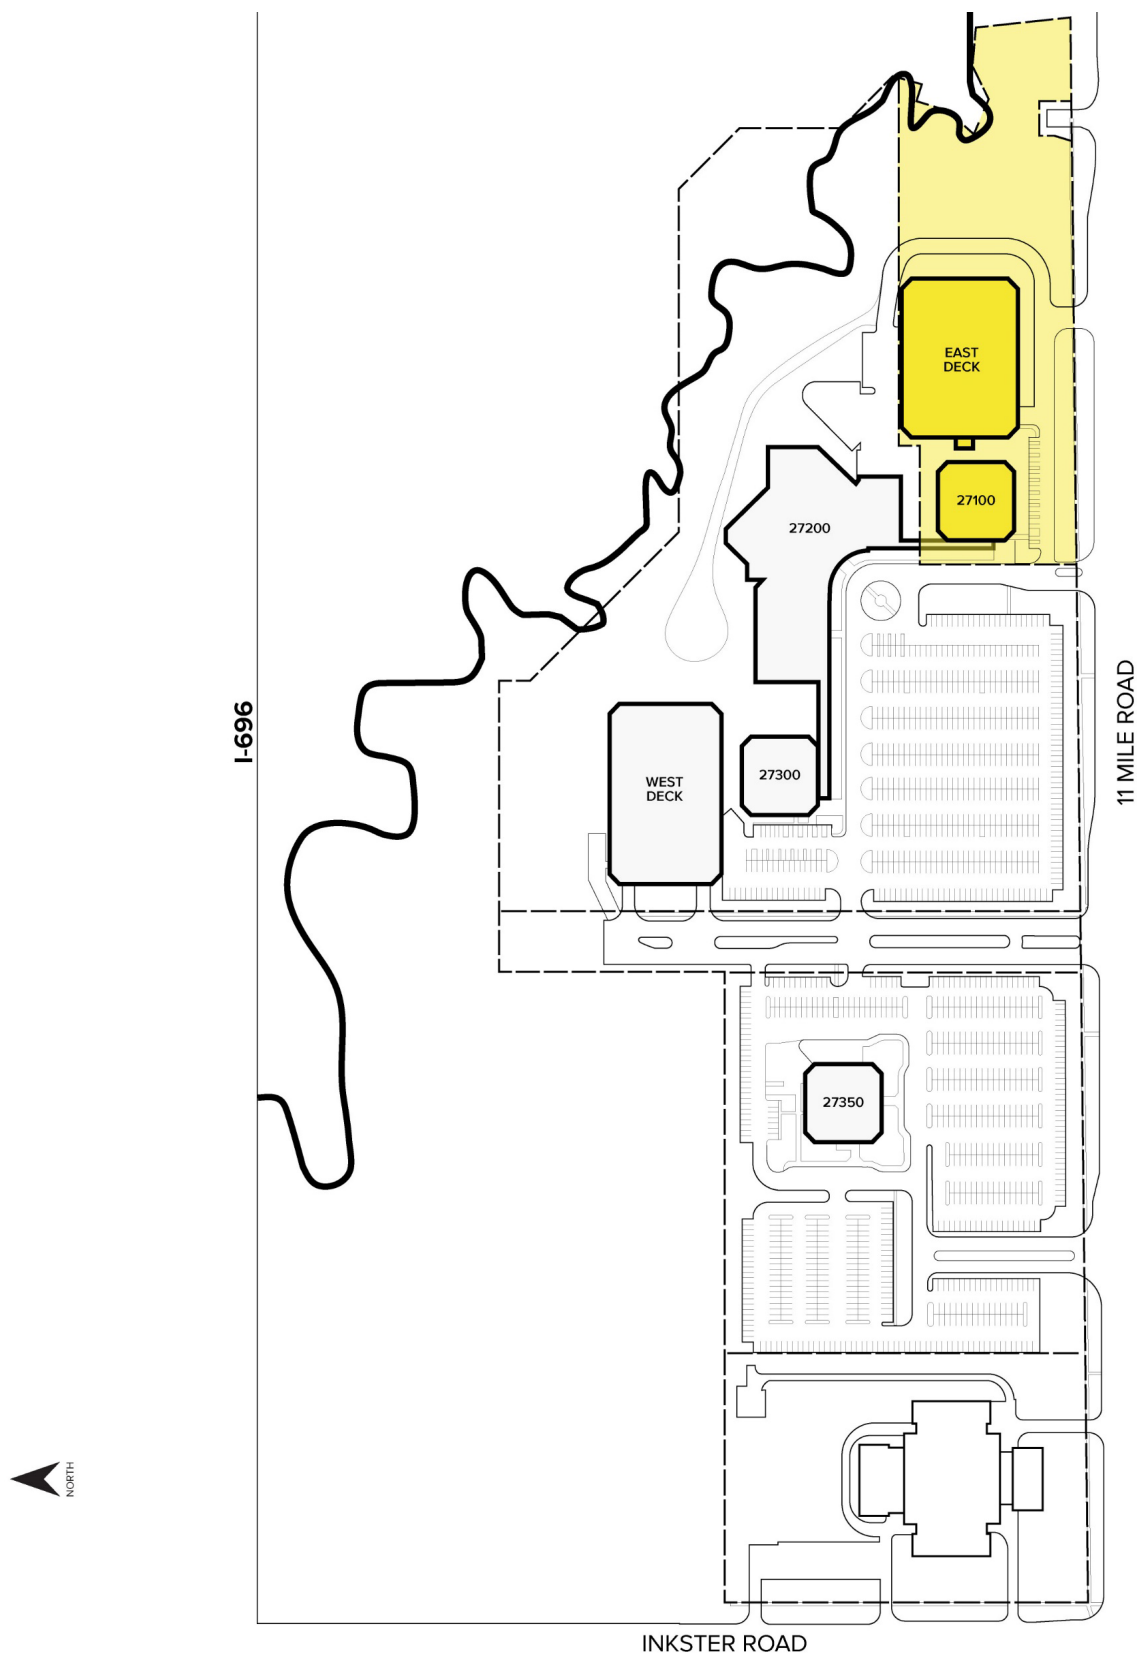 EAST
DECK
27100
27200
11 MILE ROAD
I-696
27300
WEST
DECK
27350
NORTH
INKSTER ROAD